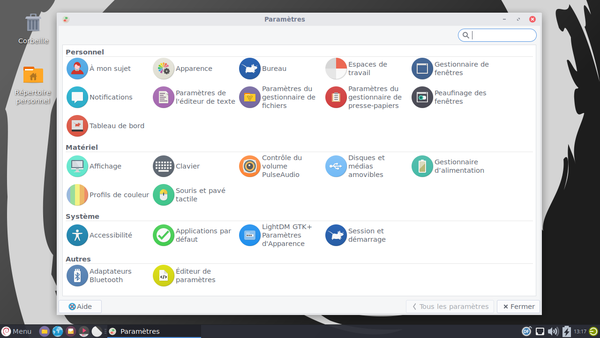 Paramètres
Corbeille
Répertoire
personnel
Personnel
À mon sujet
Apparence
Bureau
Espaces de
travail
Gestionnaire de
fenêtres
Notifications
Paramètres de
l'éditeur de texte
Paramètres du
gestionnaire de
fichiers
Paramètres du
gestionnaire de
presse-papiers
Peaufinage des
fenêtres
Tableau de bord
Matériel
Affichage
Clavier
Contrôle du
volume
PulseAudio
Disques et
médias
amovibles
Gestionnaire
d'alimentation
Profils de couleur
Souris et pavé
tactile
Système
Accessibilité
Applications par
défaut
LightDM GTK+
Paramètres
d'Apparence
Session et
démarrage
Autres
Adaptateurs
Bluetooth
Éditeur de
paramètres
Aide
Tous les paramètres
Fermer
Menu
Paramètres
13:17